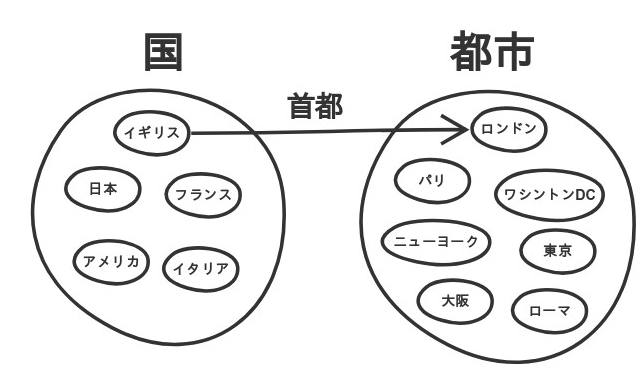 国
都市
首都
イギリス
日本
フランス
アメリカ
イタリア
ロンドン
パリ
ワシントンDC
ニューヨーク
東京
大阪
ローマ